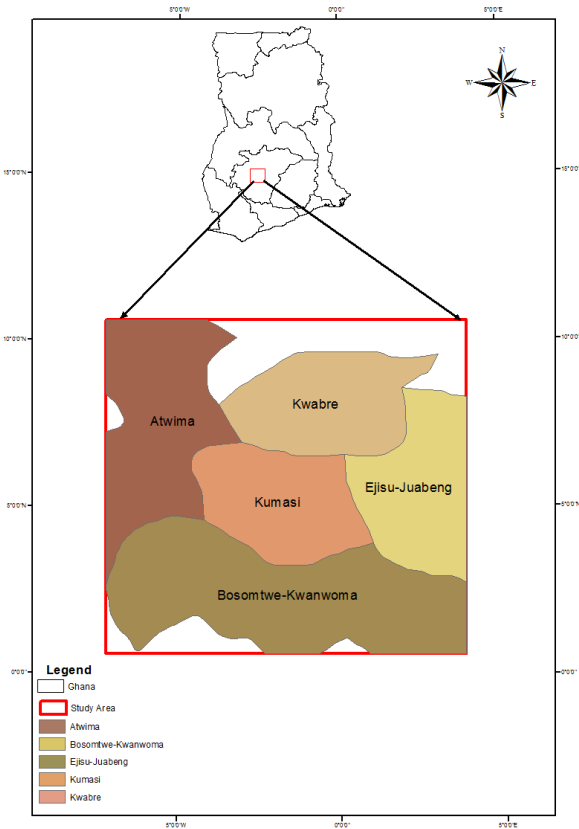 5°0'0"W 0°0'0" 5°0'0"E
N
W E
S
15°0'0"N 15°0'0"N
10°0'0"N 10°0'0"N
Kwabre
Atwima
Ejisu-Juabeng
Kumasi
5°0'0"N 5°0'0"N
Bosomtwe-Kwanwoma
0°0'0" 0°0'0"
Legend
Ghana
Study Area
Atwima
Bosomtwe-Kwanwoma
Ejisu-Juabeng
Kumasi
Kwabre
5°0'0"W 0°0'0" 5°0'0"E